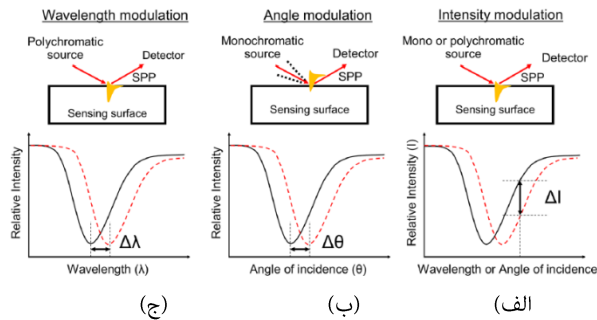 Wavelength modulation
Polychromatic
source
Detector
SPP
Sensing surface
Relative Intensity
Δλ
Wavelength (λ)
(ج)
Angle modulation
Monochromatic
source
Detector
SPP
Sensing surface
Relative Intensity
Δθ
Angle of incidence (θ)
(ب)
Intensity modulation
Mono or polychromatic
source
Detector
SPP
Sensing surface
Relative Intensity (I)
ΔI
Wavelength or Angle of incidence
الف)